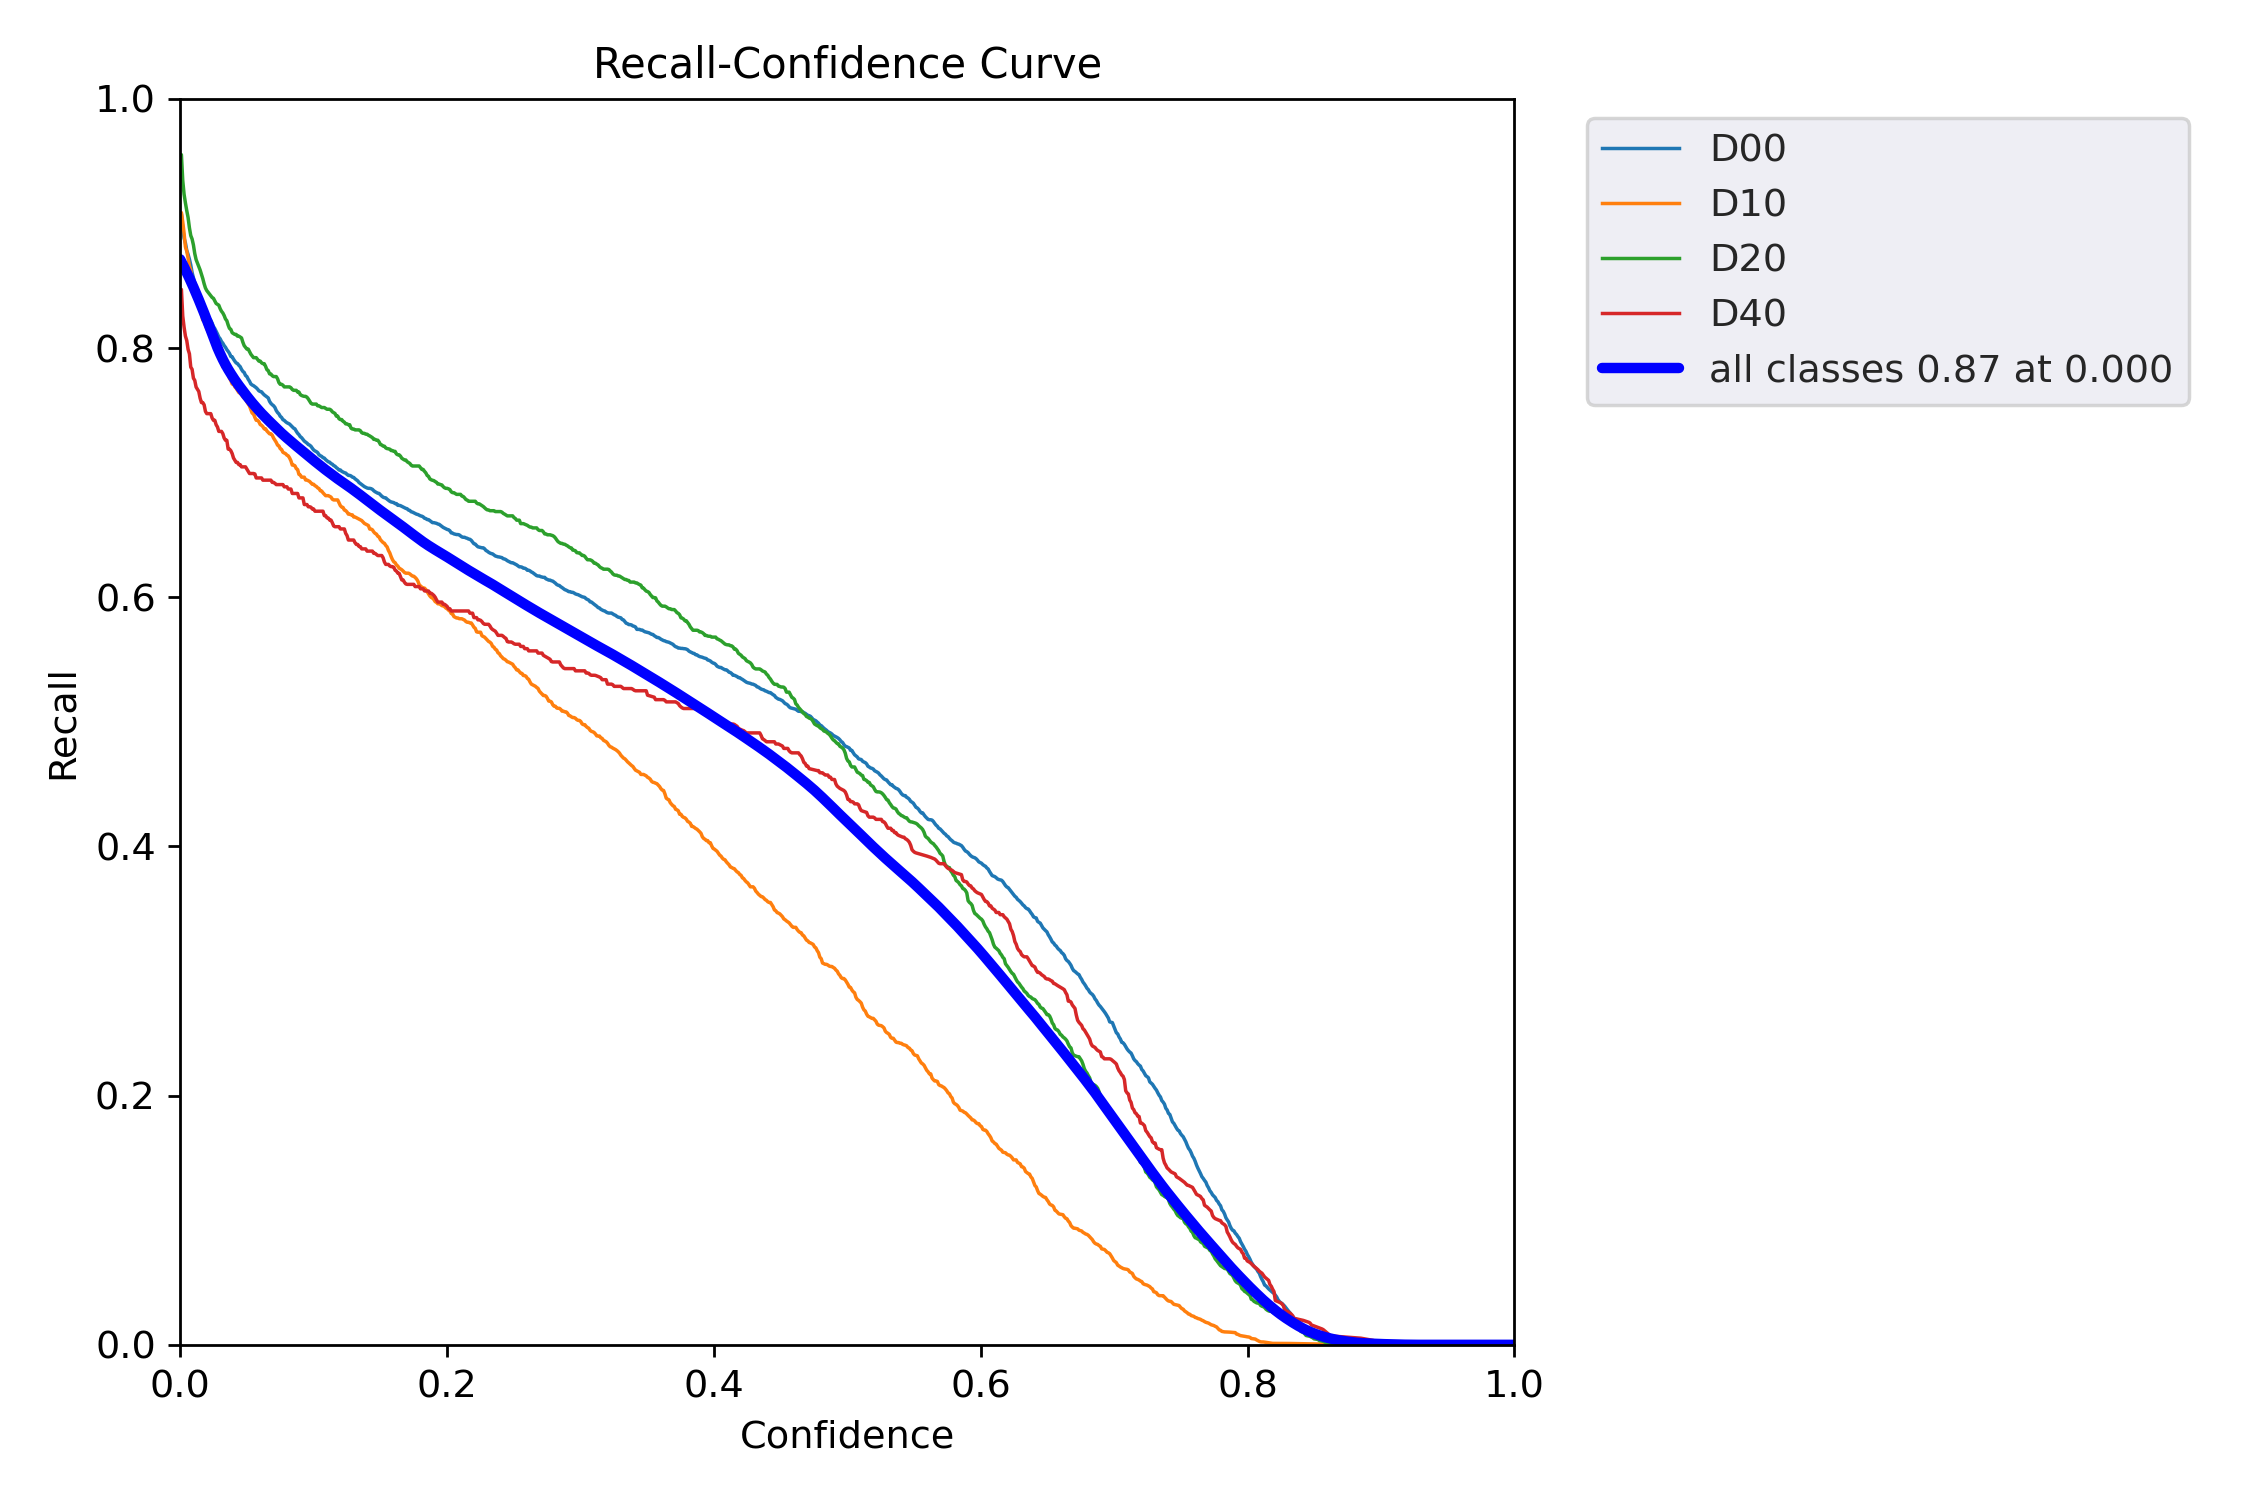 Recall-Confidence Curve
1.0
0.8
0.6
0.4
0.2
0.0
Recall
0.0 0.2 0.4 0.6 0.8 1.0
Confidence
D00
D10
D20
D40
all classes 0.87 at 0.000